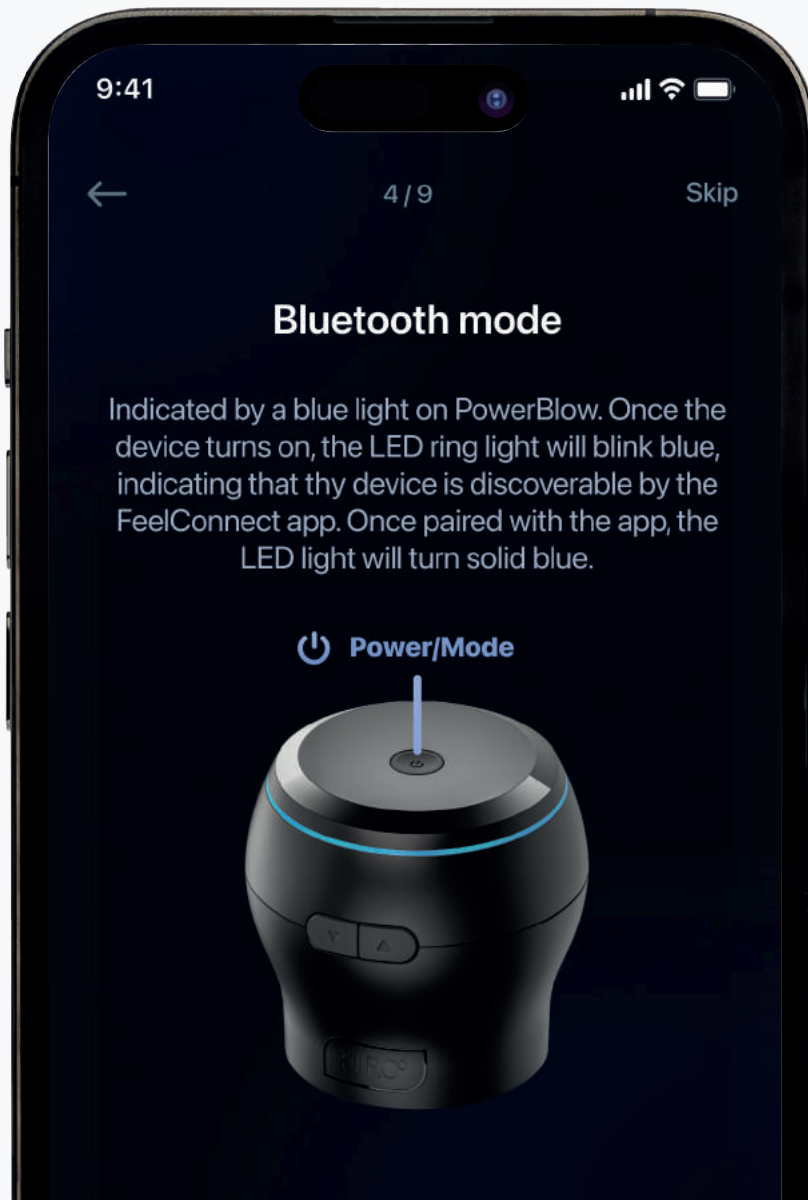 9:41
4/9
Skip
Bluetooth mode
Indicated by a blue light on PowerBlow. Once the
device turns on, the LED ring light will blink blue,
indicating that thy device is discoverable by the
FeelConnect app. Once paired with the app, the
LED light will turn solid blue.
Power/Mode